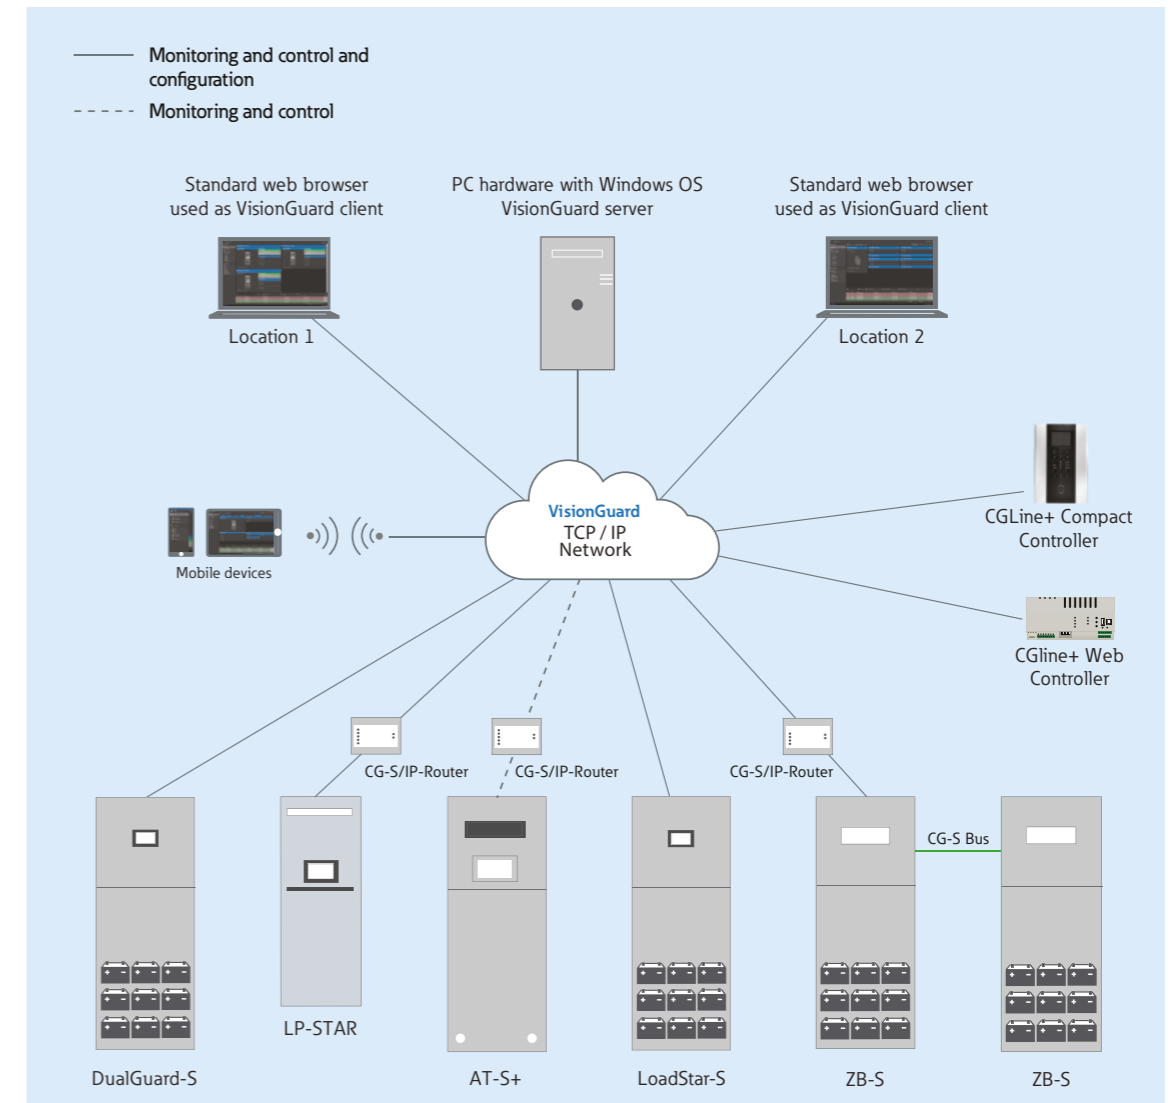 Monitoring and control and
configuration
Monitoring and control
Standard web browser
used as VisionGuard client
PC hardware with Windows OS
VisionGuard server
Standard web browser
used as VisionGuard client
Location 1
Location 2
CGLine+ Compact
Controller
VisionGuard
TCP / IP
Network
Mobile devices
CGline+ Web
Controller
CG-S/IP-Router
CG-S/IP-Router
CG-S/IP-Router
CG-S Bus
LP-STAR
DualGuard-S
AT-S+
LoadStar-S
ZB-S
ZB-S